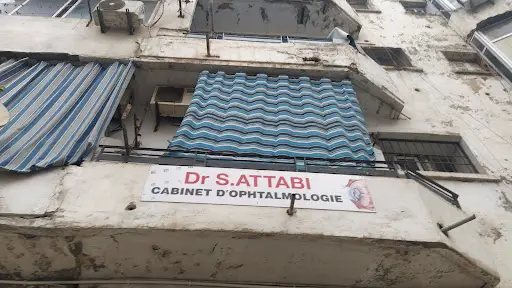 Dr S.ATTABI
CABINET D'OPHTALMOLOGIE